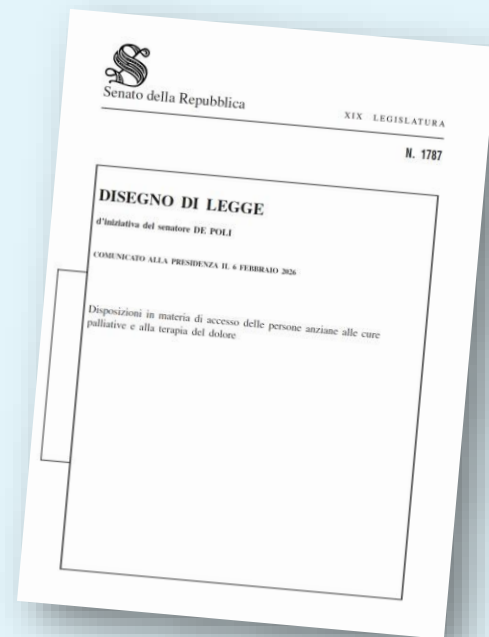 Senato della Repubblica
XIX LEGISLATURA
N. 1787
DISEGNO DI LEGGE
d'iniziativa del senatore DE POLI
COMUNICATO ALLA PRESIDENZA IL 6 FEBBRAIO 2026
Disposizioni in materia di accesso delle persone anziane alle cure
palliative e alla terapia del dolore